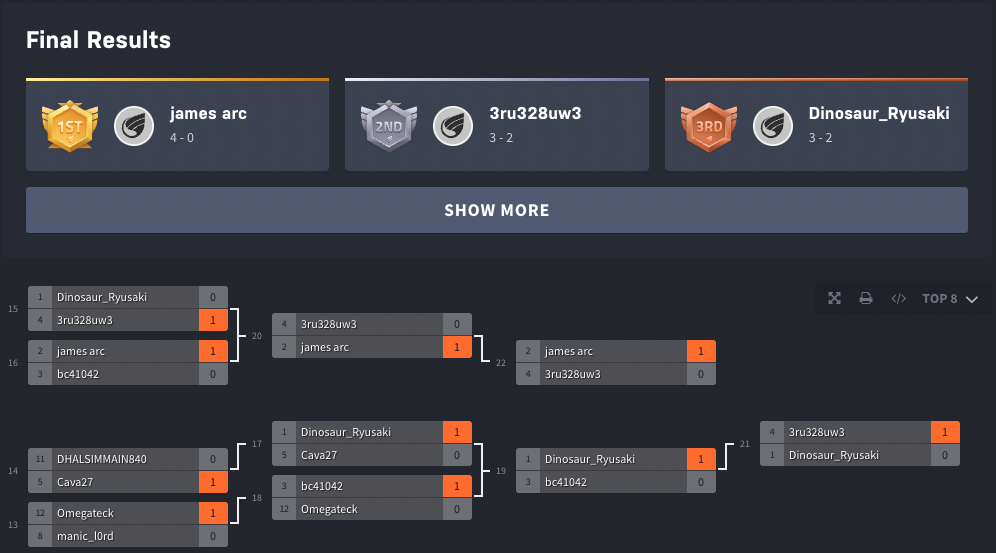 Final Results
1ST
james arc
4 - 0
2ND
3ru328uw3
3 - 2
3RD
Dinosaur_Ryusaki
3 - 2
SHOW MORE
TOP 8
15
1 Dinosaur_Ryusaki 0
4 3ru328uw3 1
16
2 james arc 1
3 bc41042 0
20
4 3ru328uw3 0
2 james arc 1
22
2 james arc 1
4 3ru328uw3 0
14
11 DHALSIMMAIN840 0
5 Cava27 1
13
12 Omegateck 1
8 manic_l0rd 0
17
1 Dinosaur_Ryusaki 1
5 Cava27 0
18
3 bc41042 1
12 Omegateck 0
19
1 Dinosaur_Ryusaki 1
3 bc41042 0
21
4 3ru328uw3 1
1 Dinosaur_Ryusaki 0